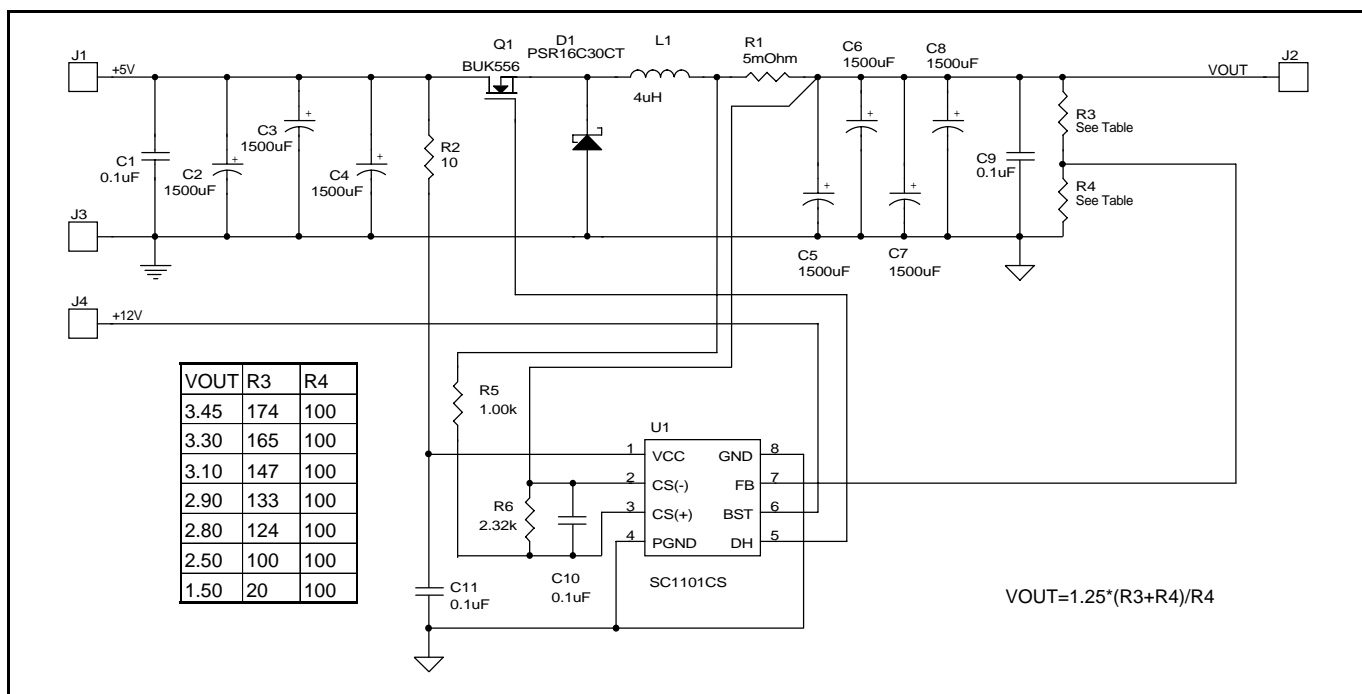 J1
+5V
Q1
BUK556
D1
PSR16C30CT
L1
4uH
R1
5mOhm
C6
1500uF
C8
1500uF
VOUT
J2
C1
0.1uF
C2
1500uF
+
C3
1500uF
+
C4
1500uF
+
R2
10
+
+
+
+
C9
0.1uF
R3
See Table
R4
See Table
J3
C5
1500uF
C7
1500uF
J4
+12V
VOUT R3 R4
3.45 174 100
3.30 165 100
3.10 147 100
2.90 133 100
2.80 124 100
2.50 100 100
1.50 20 100
R5
1.00k
R6
2.32k
C10
0.1uF
C11
0.1uF
U1
1 VCC GND 8
2 CS(-) FB 7
3 CS(+) BST 6
4 PGND DH 5
SC1101CS
VOUT=1.25*(R3+R4)/R4